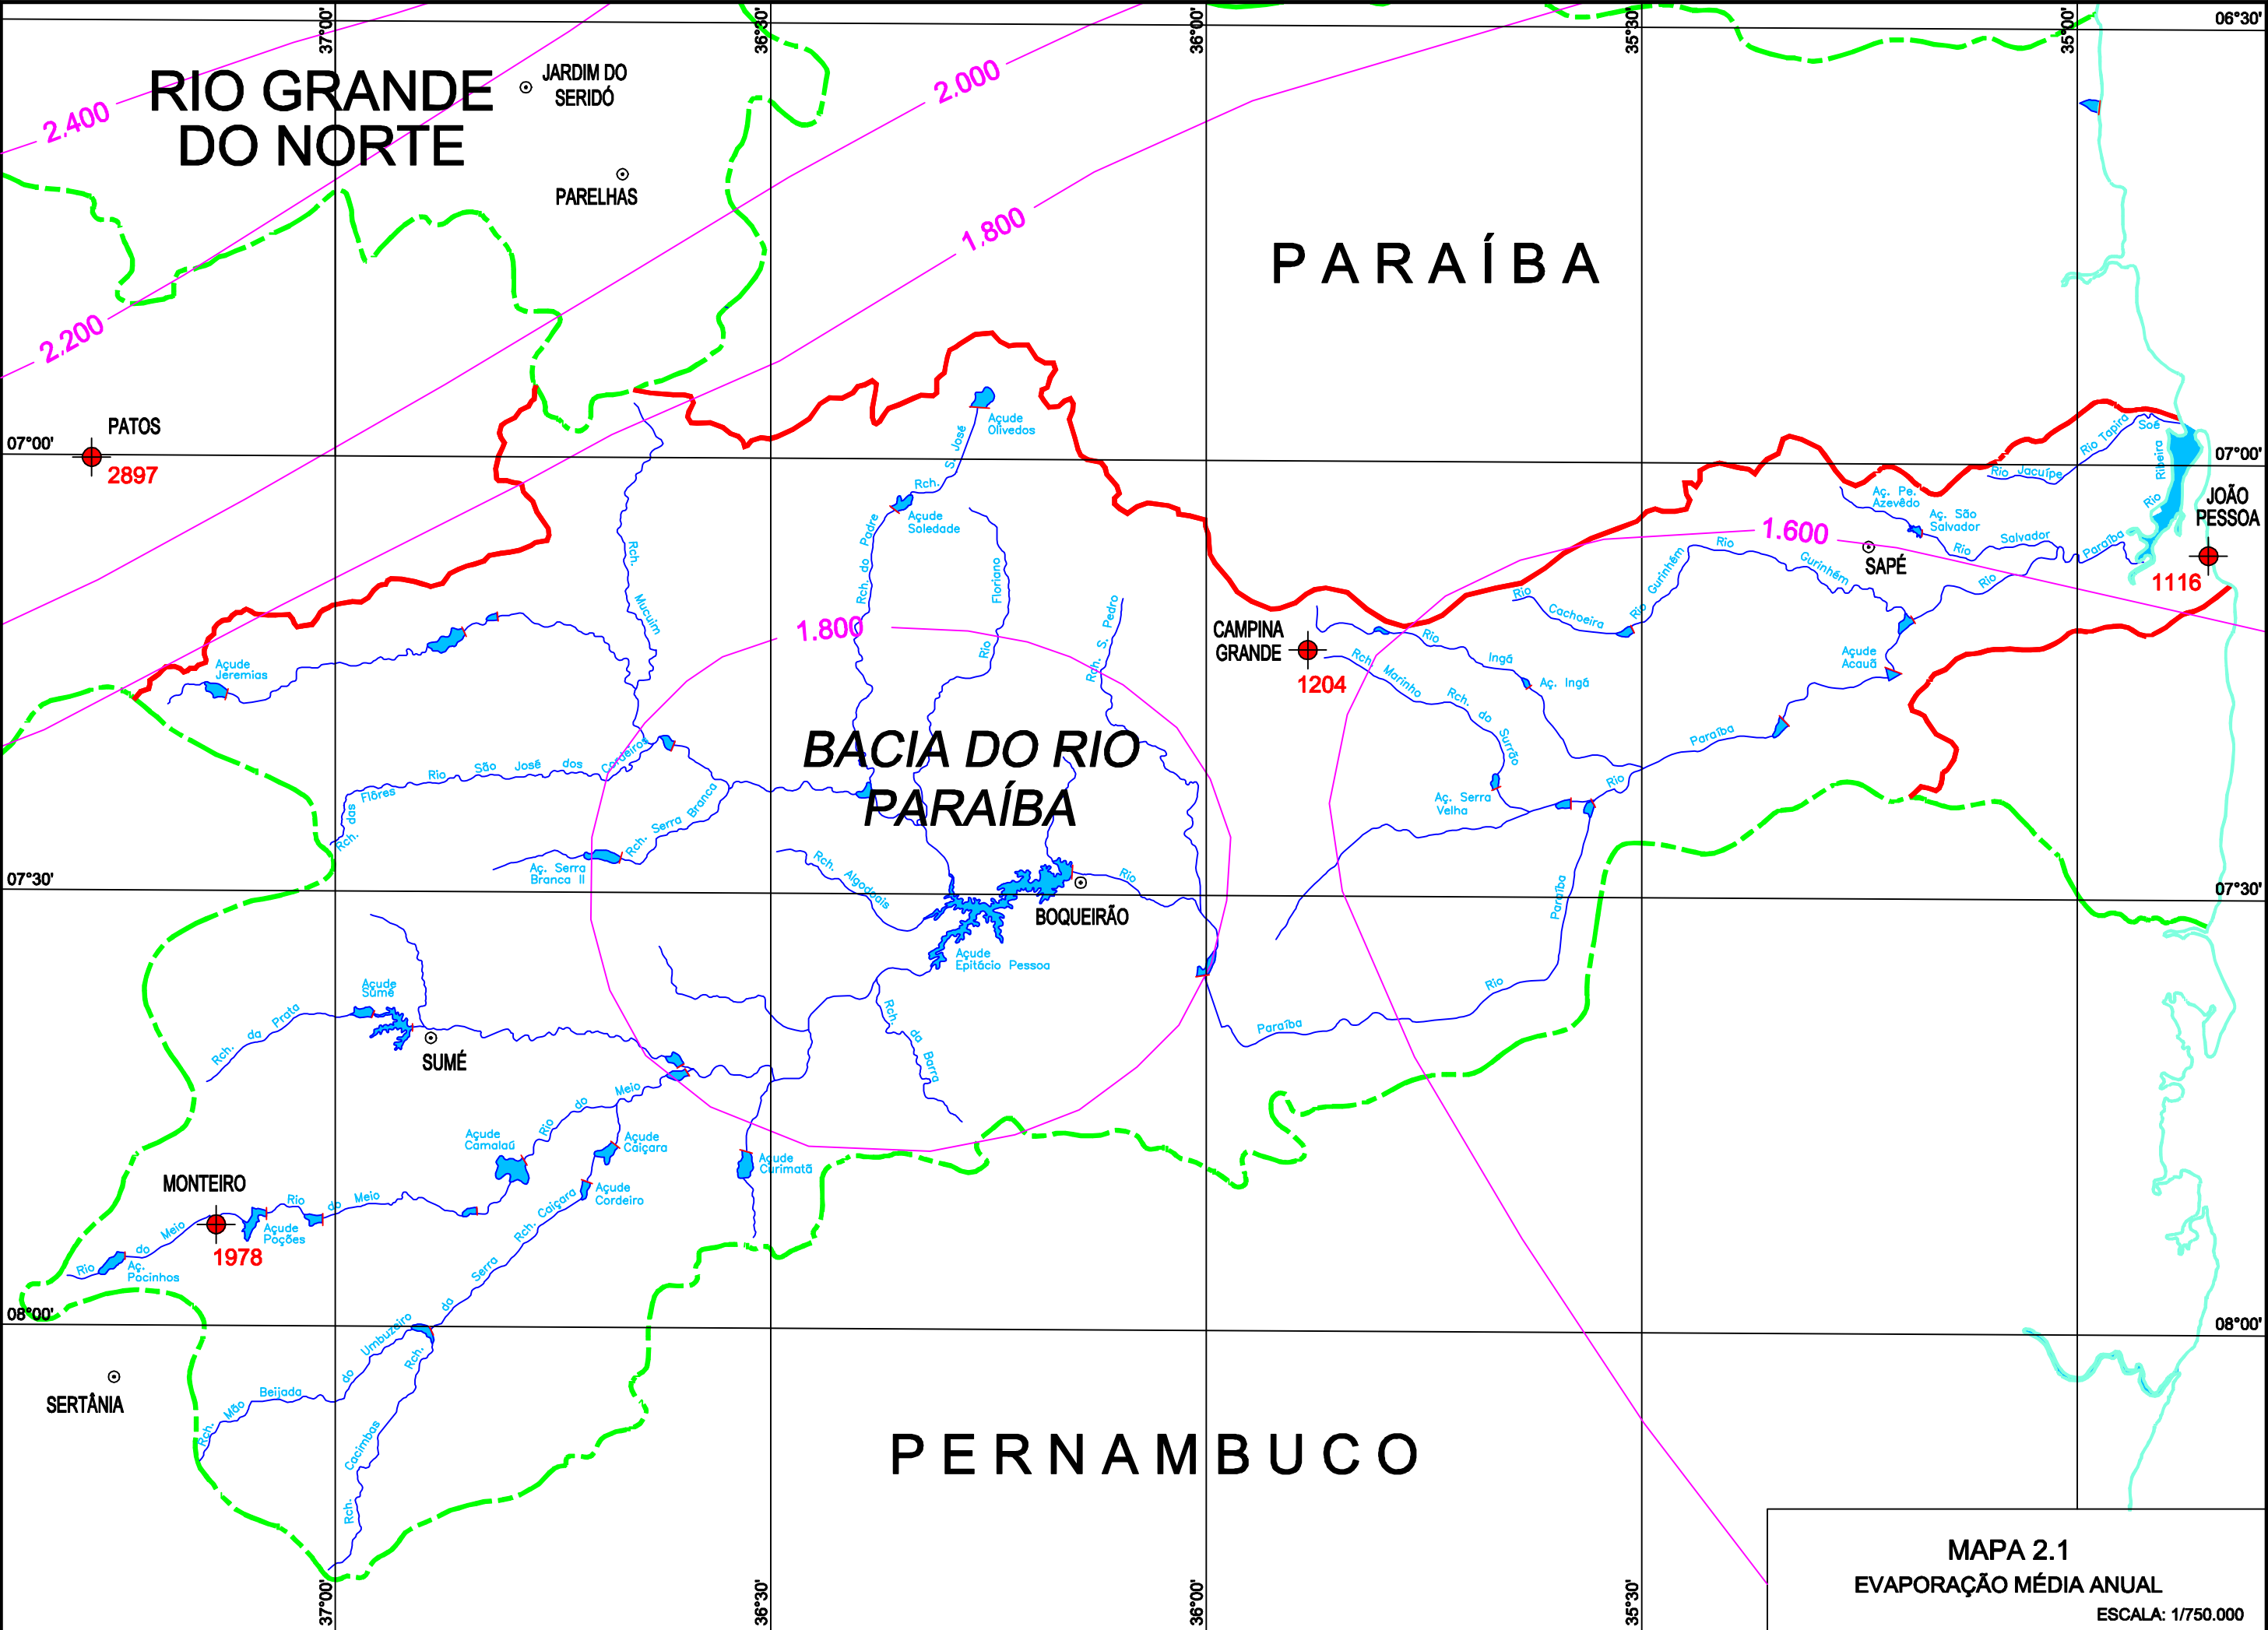 37°00'
36°30'
36°00'
35°30'
35°00'
06°30'
RIO GRANDE
DO NORTE
JARDIM DO
SERIDÓ
PARELHAS
2.400
2.200
2.000
1.800
PARAÍBA
PATOS
2897
07°00'
07°00'
Açude
Olivedos
S. José
Rch.
Açude
Soledade
Rch. do Padre
Floriano
Rio
Rch. S. Pedro
Rch.
Mucuim
Açude
Jeremias
1.800
BACIA DO RIO
PARAÍBA
CAMPINA
GRANDE
1204
1.600
Rio Tapira
Soé
Ribeira
Rio
Rio Jacuípe
Aç. Pe.
Azevêdo
Aç. São
Salvador
Rio Salvador
Paraíba
JOÃO
PESSOA
1116
SAPÉ
Rio
Gurinhém
Rio Gurinhém
Rio
Cachoeira
Rio
Açude
Acauã
Rio
Ingá
Aç. Ingá
Rch. Marinho
Rch. do Surrão
Aç. Serra
Velha
Rio
Paraíba
Rio São José dos Cordeiros
Rch. das Flôres
Rch. Serra Branca
Aç. Serra
Branca II
Rch. Algodoais
Rio
BOQUEIRÃO
Açude
Epitácio Pessoa
07°30'
07°30'
Paraíba
Rio
Paraíba
Açude
Sumé
Rch. da Prata
SUMÉ
Rch. da Barra
Rio do Meio
Açude
Camalaú
Açude
Caiçara
Açude
Cordeiro
Açude
Curimatã
MONTEIRO
1978
Rio do Meio
Açude
Poções
Rio do Meio
Aç.
Pocinhos
Rch. Caiçara
Serra
da
08°00'
08°00'
Umbuzeiro
do
Rch.
Beijada
Mão
Rch.
Cacimbas
Rch.
SERTÂNIA
PERNAMBUCO
MAPA 2.1
EVAPORAÇÃO MÉDIA ANUAL
ESCALA: 1/750.000
37°00'
36°30'
36°00'
35°30'